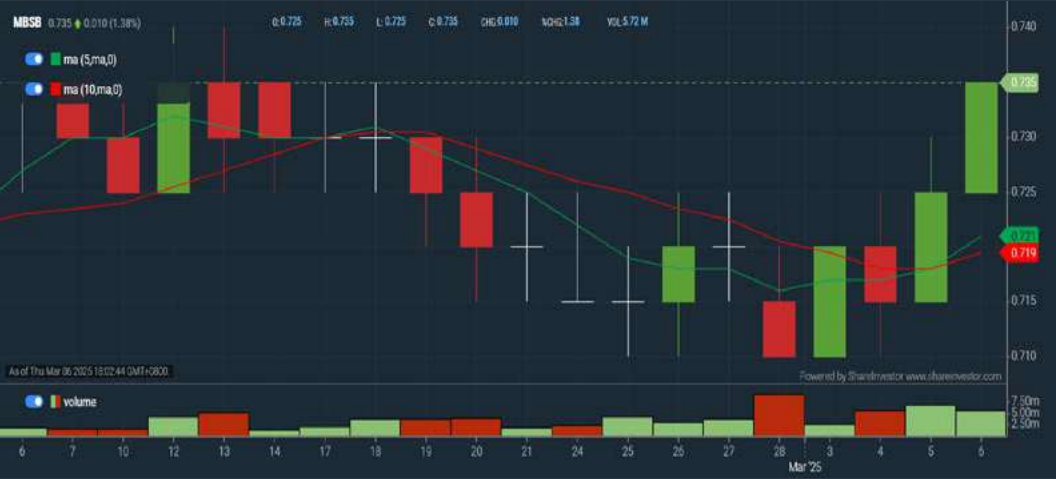 MBSB 0.735 0.010 (1.38%) O:0.725 H:0.735 L:0.725 C:0.735 CHG:0.010 %CHG:1.38 VOL:5.72 M
ma (5,ma,0)
ma (10,ma,0)
0.740
0.735
0.730
0.725
0.721
0.719
0.715
0.710
As of Thu Mar 06 2025 18:02:44 GMT+0800
Powered by ShareInvestor www.shareinvestor.com
volume
7.50m
5.00m
2.50m
6 7 10 12 13 14 17 18 19 20 21 24 25 26 27 28 3 4 5 6
Mar '25